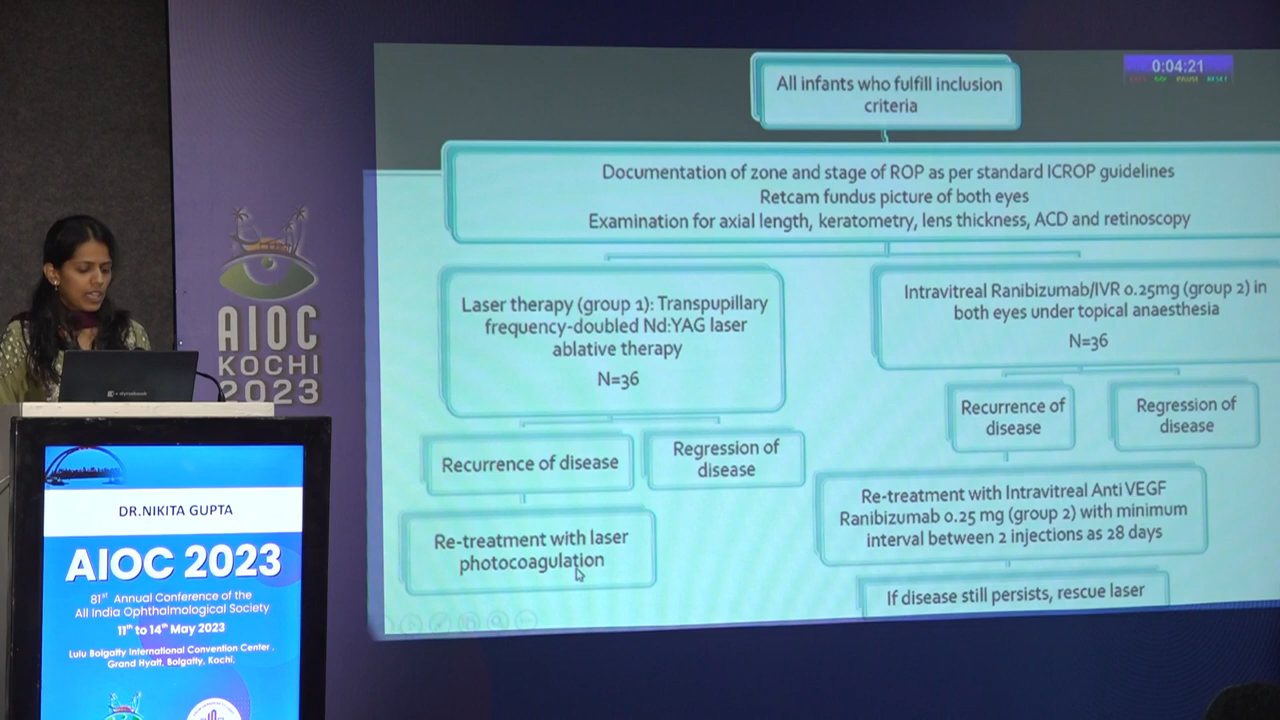 All infants who fulfill inclusion
criteria
0:04:21
PAUSE RESET
Documentation of zone and stage of ROP as per standard ICROP guidelines
Retcam fundus picture of both eyes
Examination for axial length, keratometry, lens thickness, ACD and retinoscopy
Laser therapy (group 1): Transpupillary
frequency-doubled Nd:YAG laser
ablative therapy
N=36
Intravitreal Ranibizumab/IVR 0.25mg (group 2) in
both eyes under topical anaesthesia
N=36
Recurrence of disease
Regression of
disease
Recurrence of
disease
Regression of
disease
Re-treatment with laser
photocoagulation
Re-treatment with Intravitreal Anti VEGF
Ranibizumab 0.25 mg (group 2) with minimum
interval between 2 injections as 28 days
If disease still persists, rescue laser
AIOC
KOCHI
2023
DR.NIKITA GUPTA
AIOC 2023
81st Annual Conference of the
All India Ophthalmological Society
11th to 14th May 2023
Lulu Bolgatty International Convention Center,
Grand Hyatt, Bolgatty, Kochi.